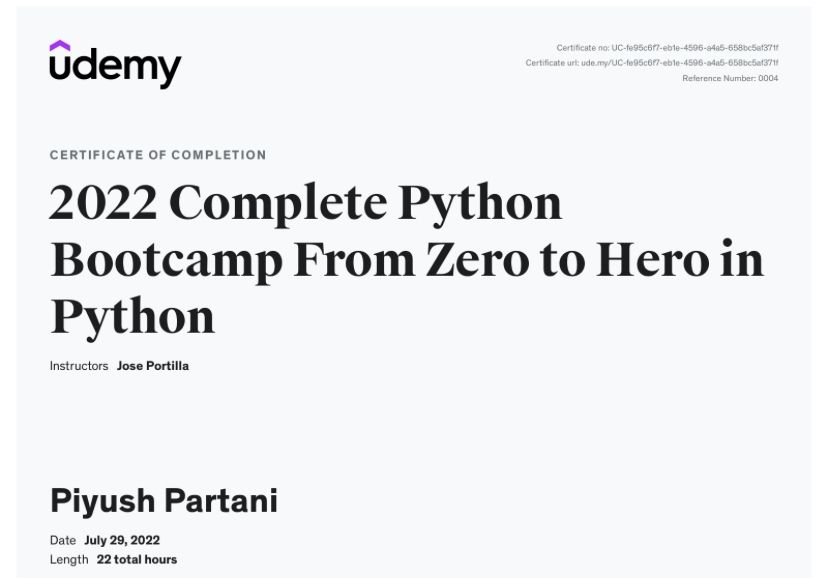 udemy
Certificate no: UC-fe95c6f7-eb1e-4596-a4a5-658bc5af371f
Certificate url: ude.my/UC-fe95c6f7-eb1e-4596-a4a5-658bc5af371f
Reference Number: 0004
CERTIFICATE OF COMPLETION
2022 Complete Python
Bootcamp From Zero to Hero in
Python
Instructors Jose Portilla
Piyush Partani
Date July 29, 2022
Length 22 total hours